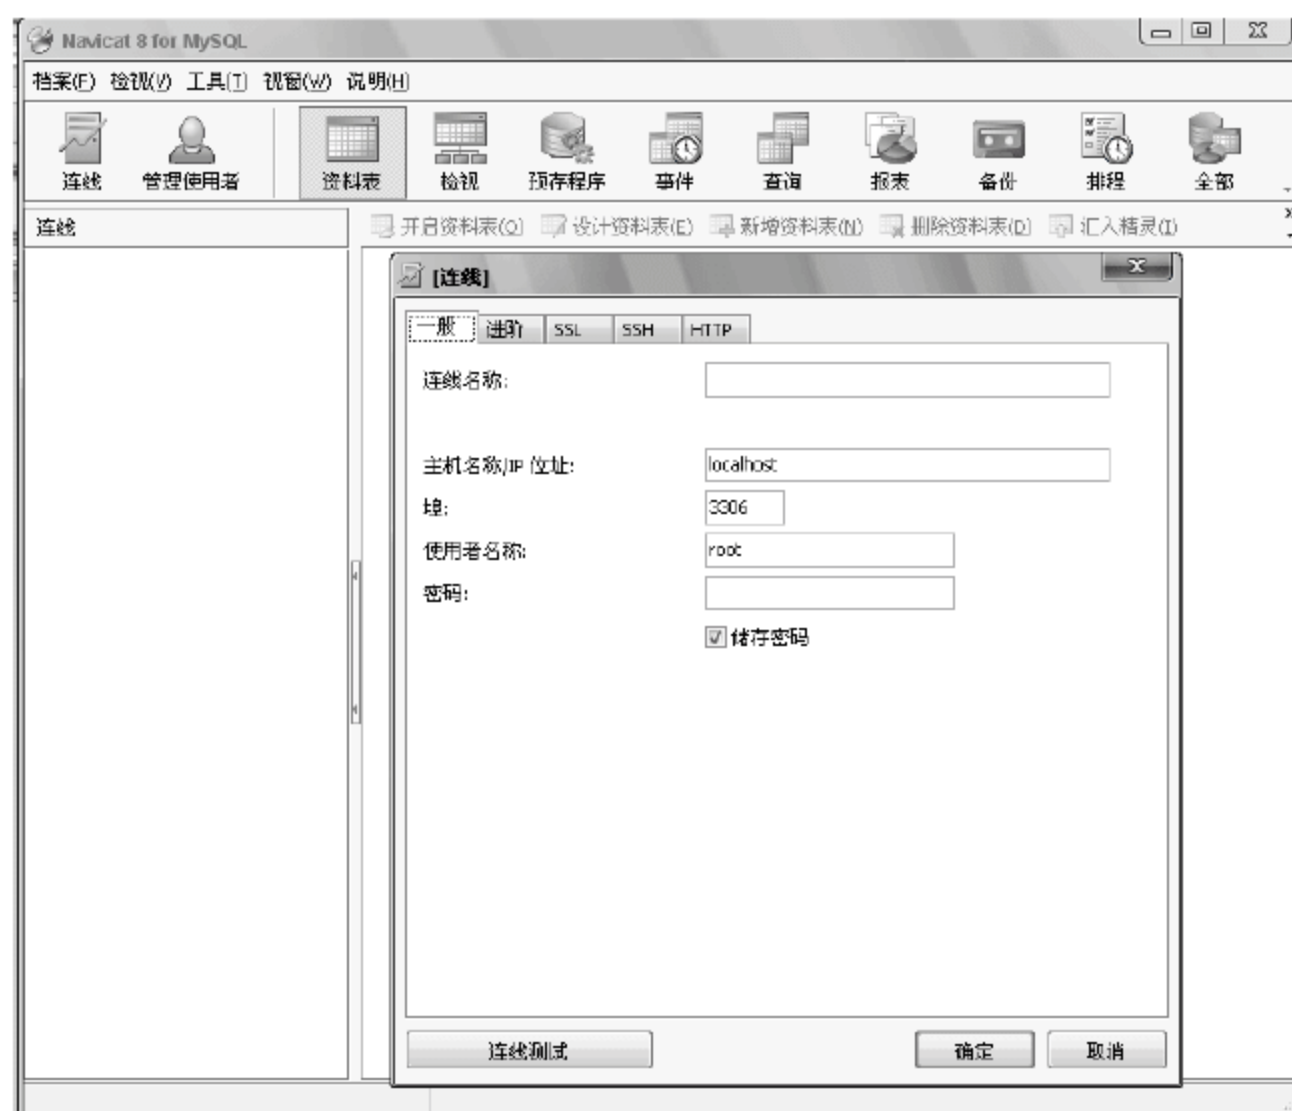 Navicat 8 for MySQL
档案(F) 检视(V) 工具(T) 视窗(W) 说明(H)
连线 管理使用者 资料表 检视 预存程序 事件 查询 报表 备份 排程 全部
连线 开启资料表(O) 设计资料表(E) 新增资料表(N) 删除资料表(D) 汇入精灵(I)
[连线]
一般 进阶 SSL SSH HTTP
连线名称:
主机名称/IP 位址: localhost
埠: 3306
使用者名称: root
密码:
储存密码
连线测试 确定 取消